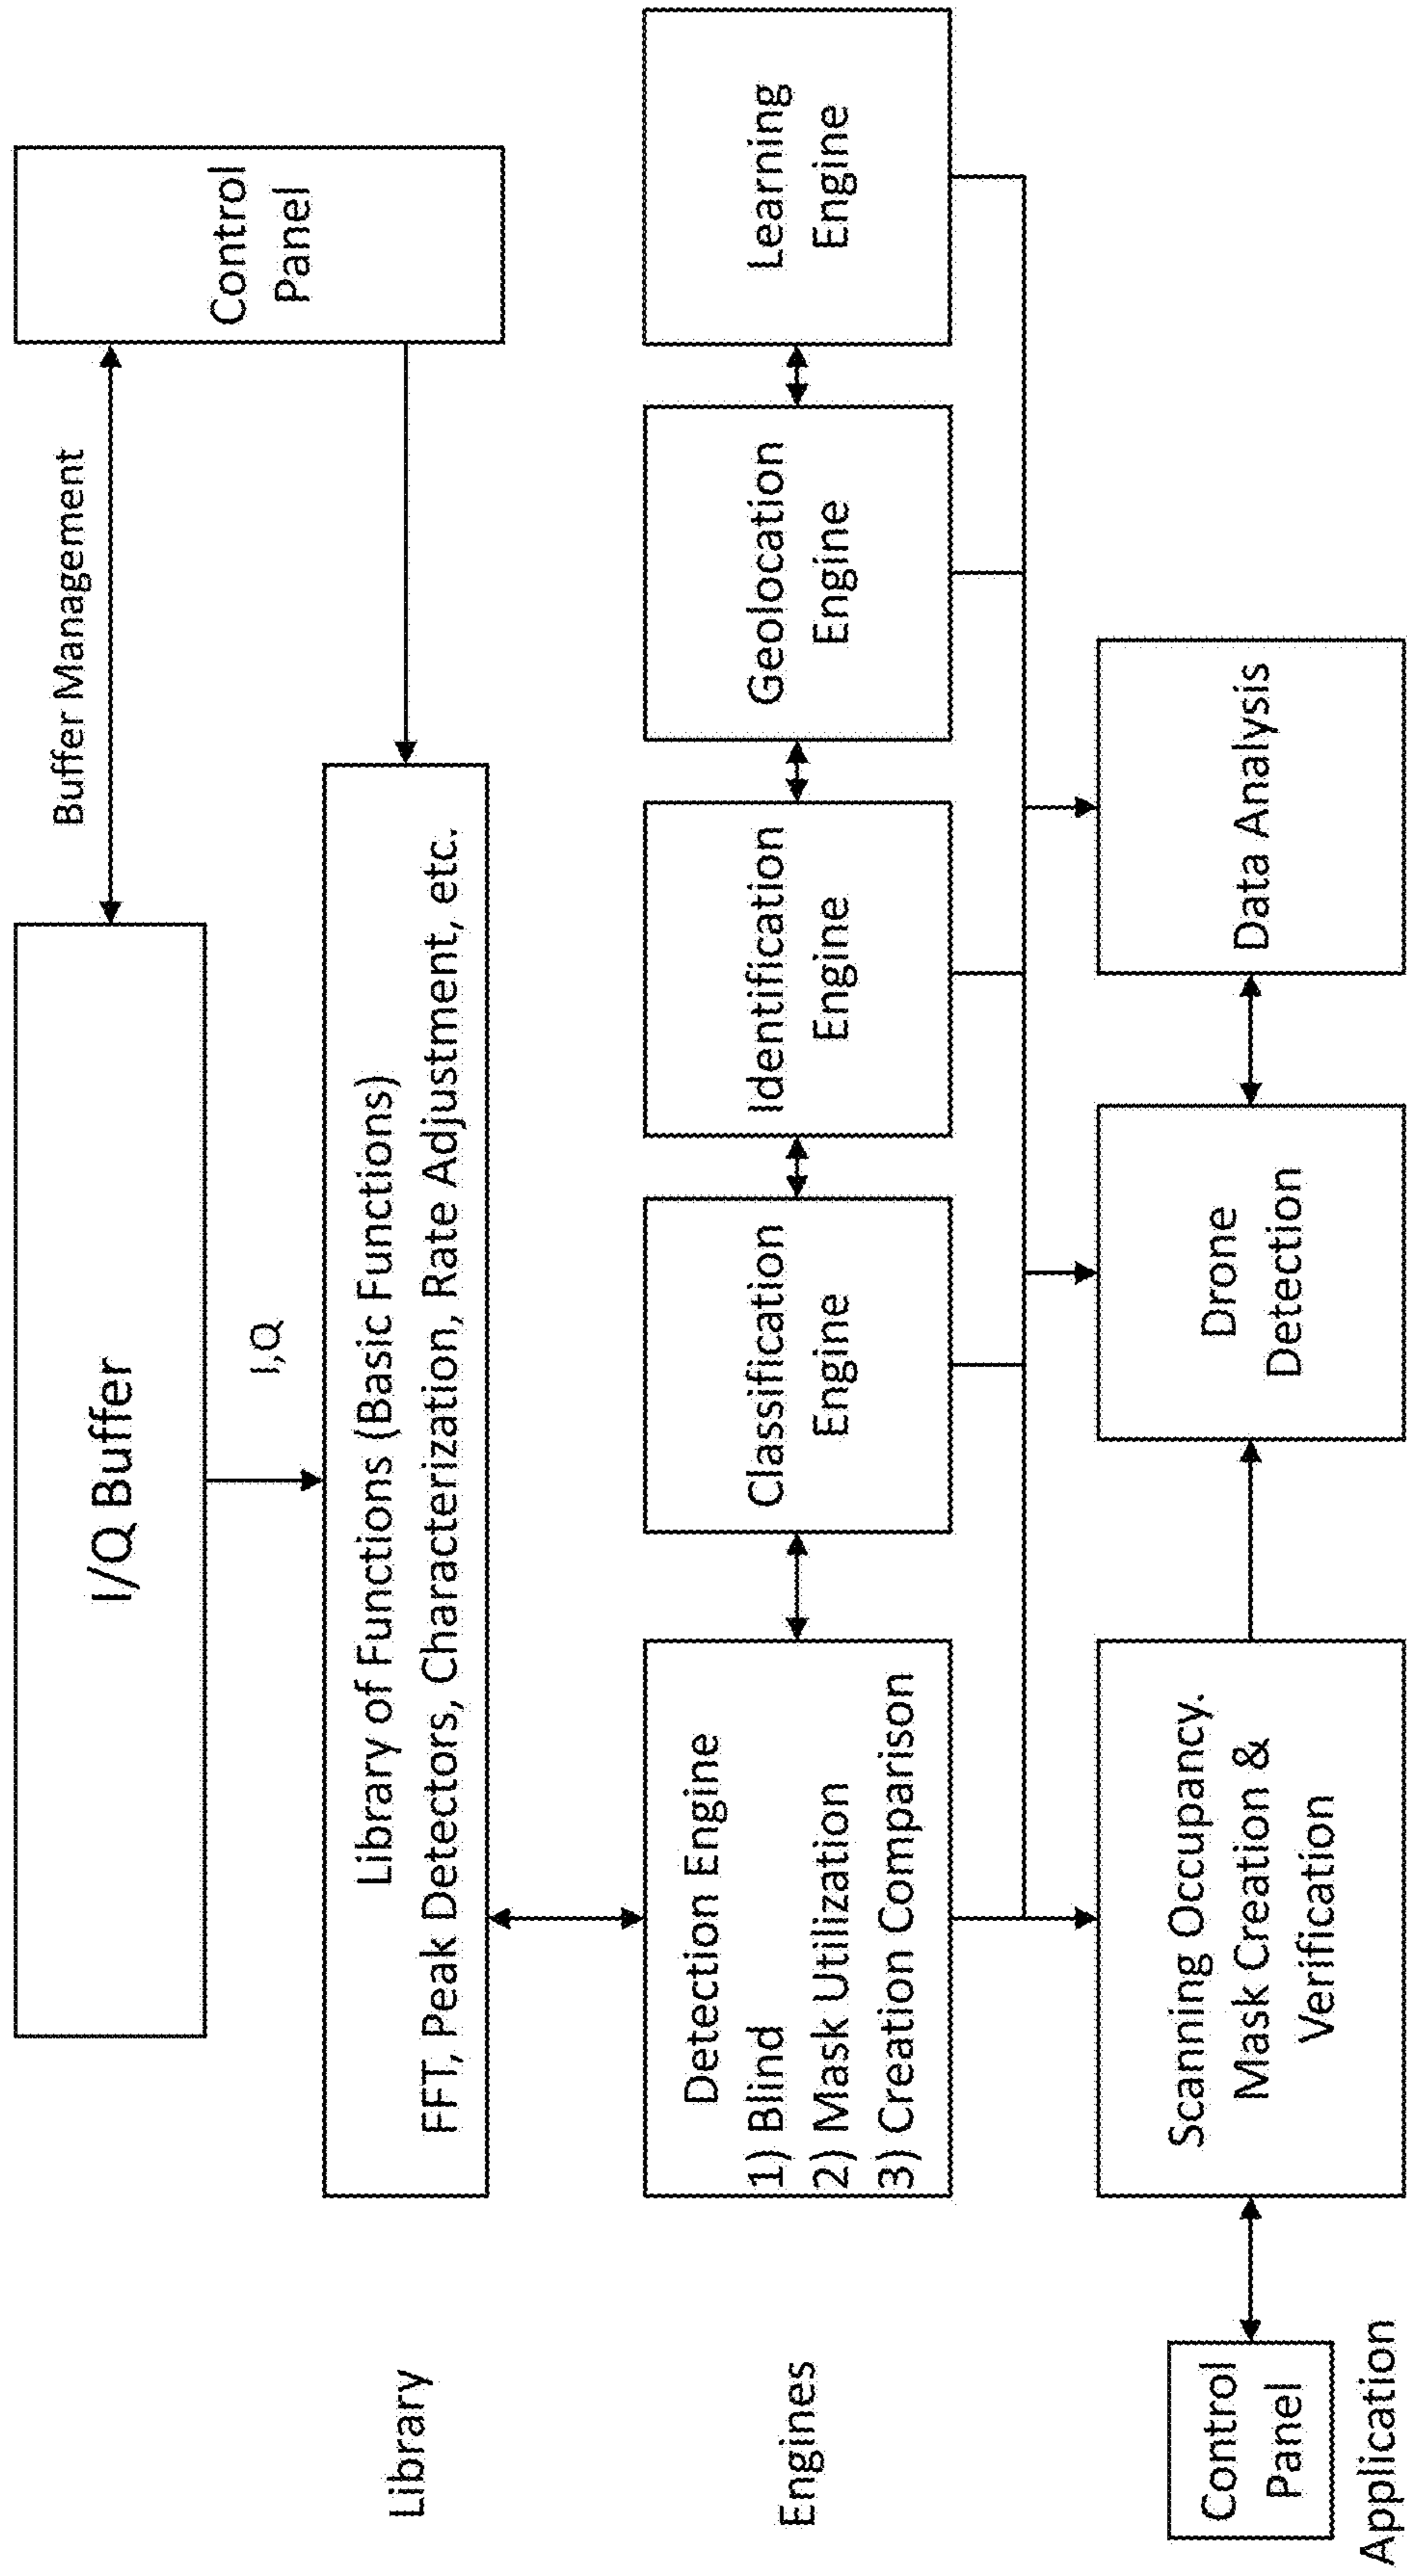 I/Q Buffer
Buffer Management
Control
Panel
I,Q
Library
Library of Functions (Basic Functions)
FFT, Peak Detectors, Characterization, Rate Adjustment, etc.
Engines
Detection Engine
1) Blind
2) Mask Utilization
3) Creation Comparison
Classification
Engine
Identification
Engine
Geolocation
Engine
Learning
Engine
Control
Panel
Application
Scanning Occupancy.
Mask Creation &
Verification
Drone
Detection
Data Analysis